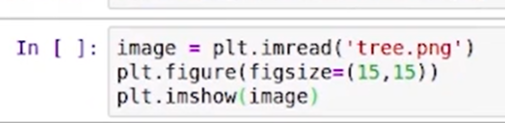 In [ ]: image = plt.imread('tree.png')
plt.figure(figsize=(15,15))
plt.imshow(image)